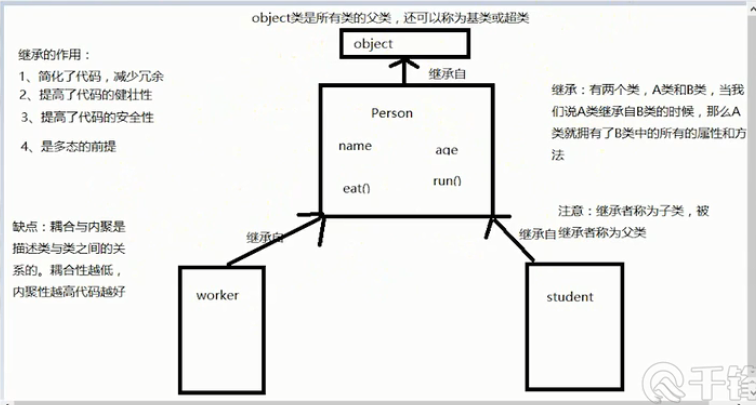 object类是所有类的父类，还可以称为基类或超类
object
继承自
继承的作用：
1、简化了代码，减少冗余
2、提高了代码的健壮性
3、提高了代码的安全性
4、是多态的前提
Person
name
age
eat()
run()
继承：有两个类，A类和B类，当我
们说A类继承自B类的时候，那么A
类就拥有了B类中的所有的属性和方
法
注意：继承者称为子类，被
继承者称为父类
缺点：耦合与内聚是
描述类与类之间的关
系的。耦合性越低，
内聚性越高代码越好
继承自
继承自
worker
student
千锋